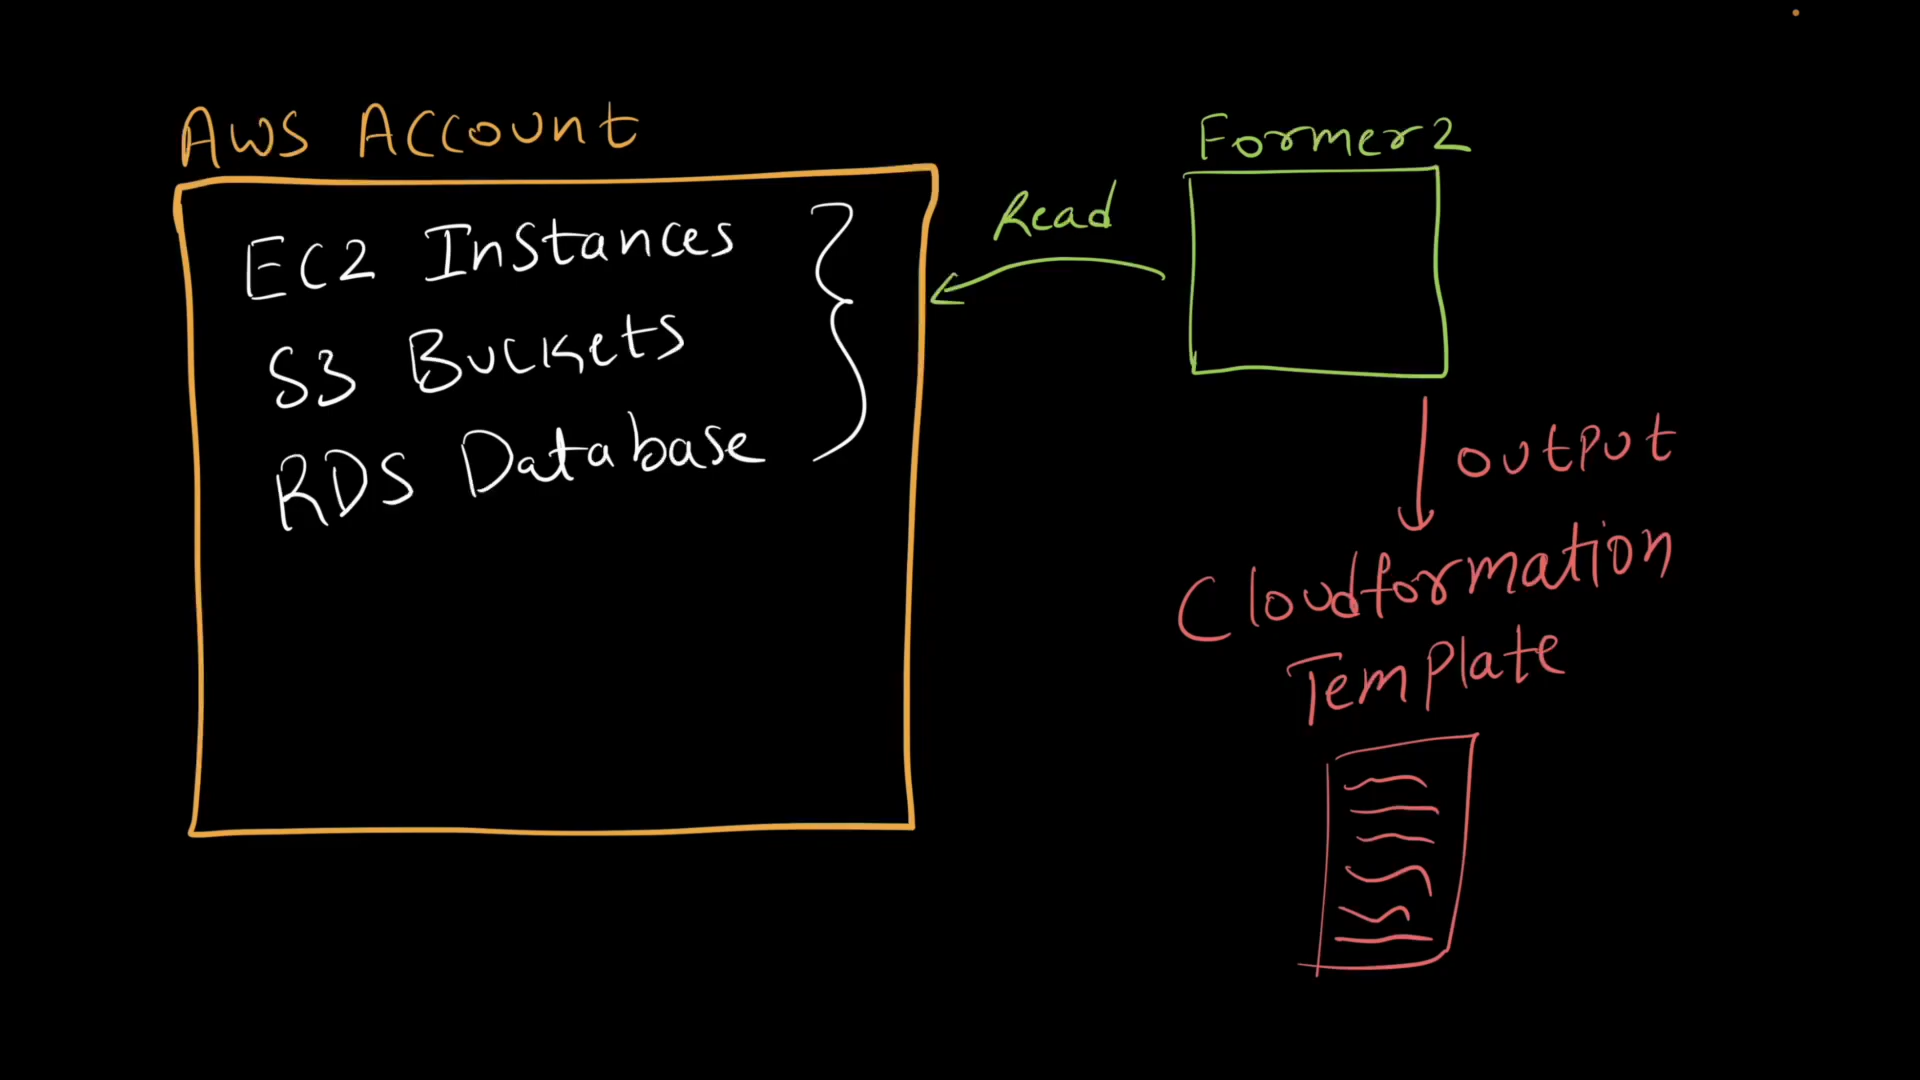 AWS Account
EC2 Instances
S3 Buckets
RDS Database
Read
Former2
output
Cloudformation
Template